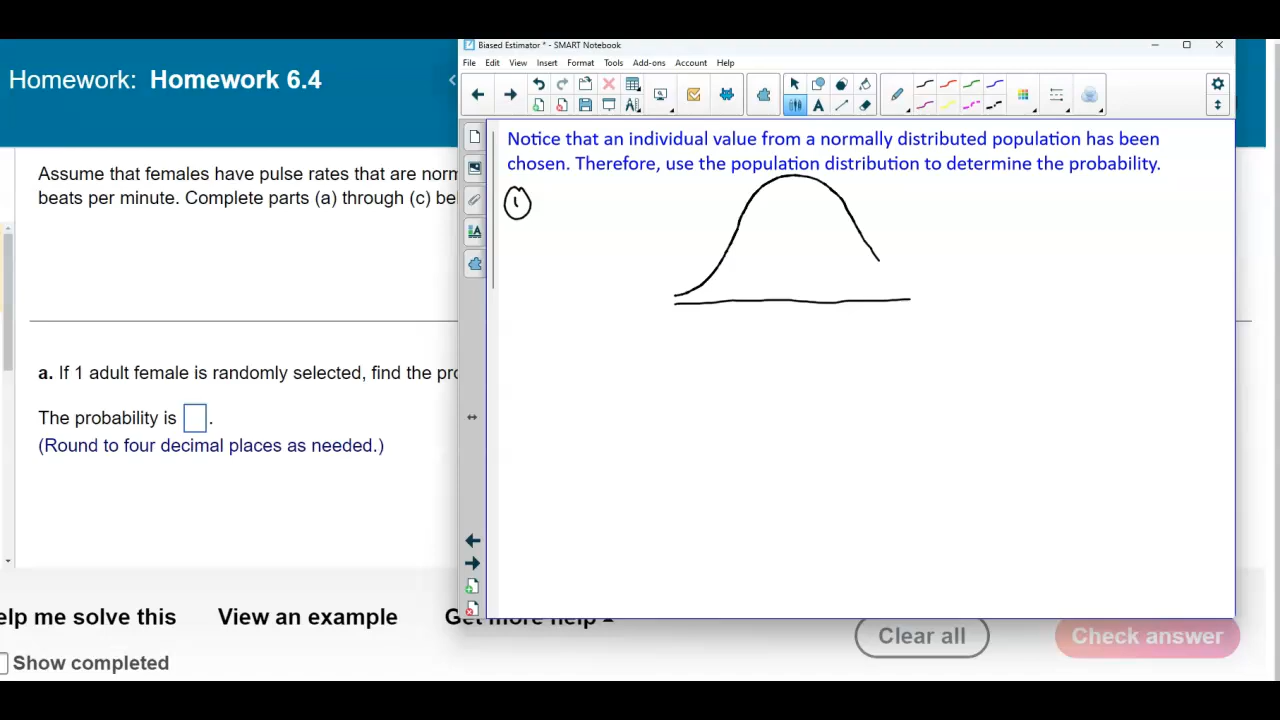 Homework: Homework 6.4
Assume that females have pulse rates that are norm
beats per minute. Complete parts (a) through (c) be
a. If 1 adult female is randomly selected, find the pro
The probability is .
(Round to four decimal places as needed.)
elp me solve this View an example Get more help
Show completed
Clear all Check answer
Biased Estimator * - SMART Notebook
File Edit View Insert Format Tools Add-ons Account Help
Notice that an individual value from a normally distributed population has been
chosen. Therefore, use the population distribution to determine the probability.
1